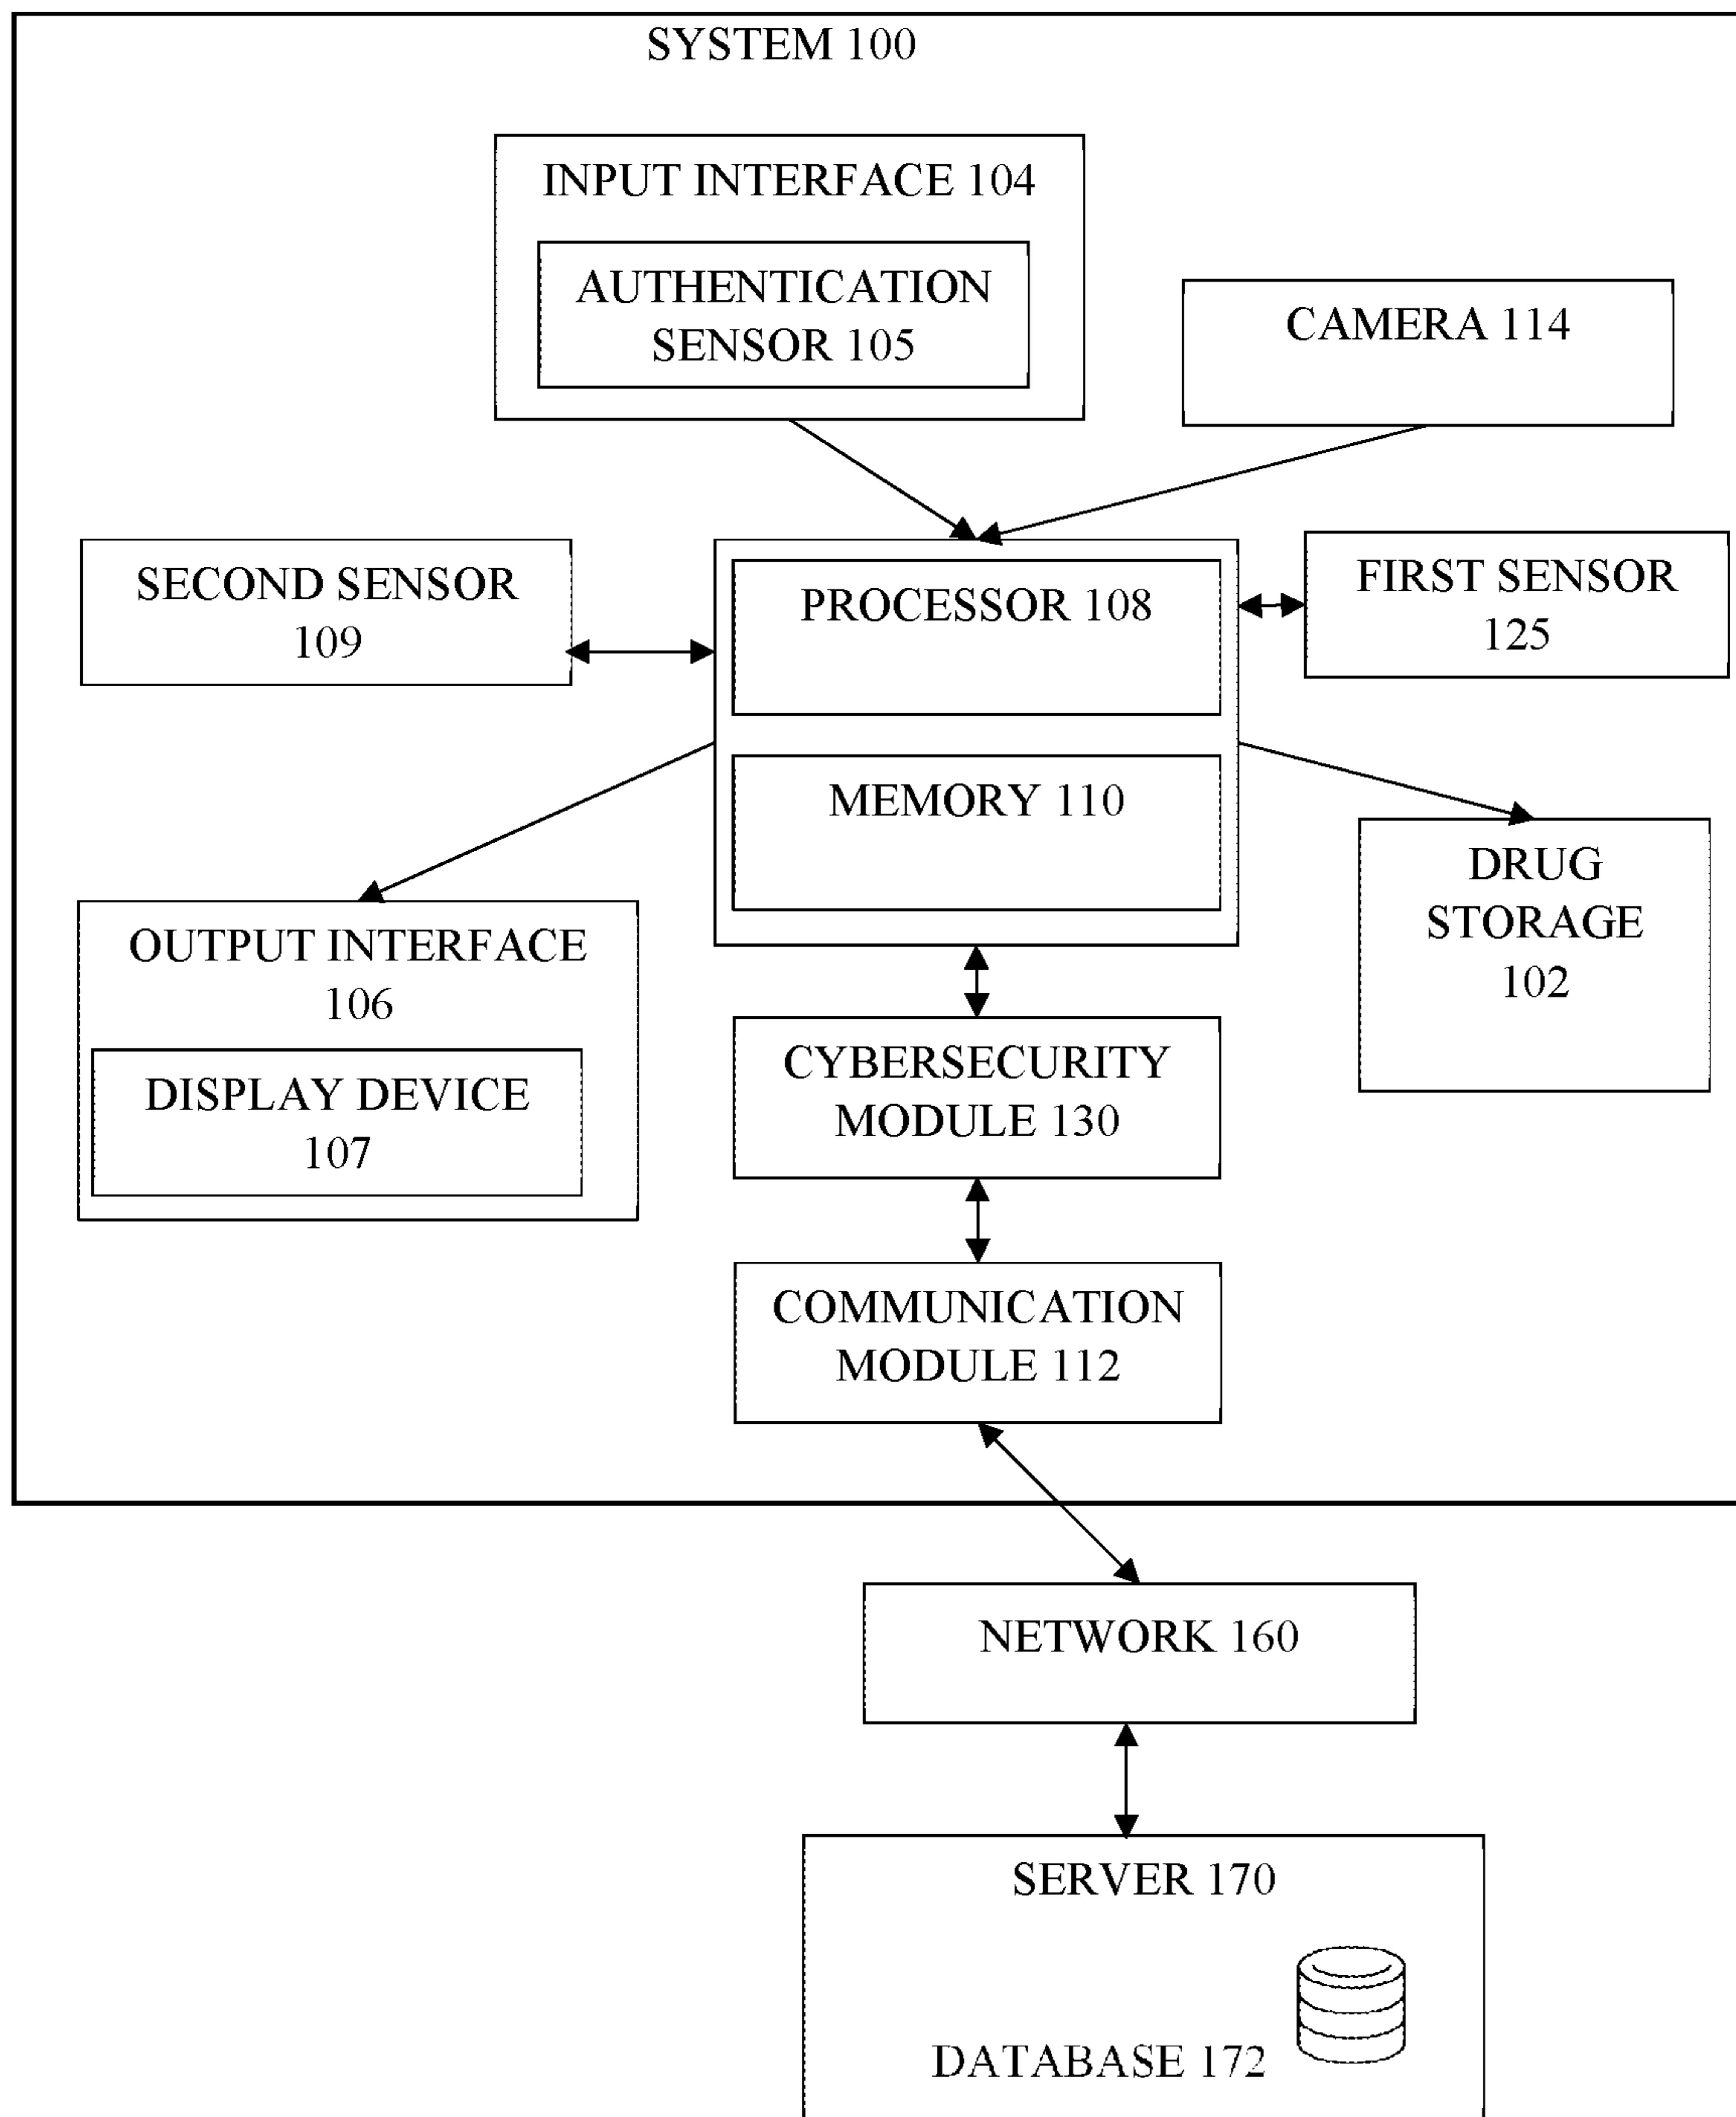 SYSTEM 100
INPUT INTERFACE 104
AUTHENTICATION
SENSOR 105
CAMERA 114
SECOND SENSOR
109
PROCESSOR 108
FIRST SENSOR
125
MEMORY 110
DRUG
STORAGE
102
OUTPUT INTERFACE
106
DISPLAY DEVICE
107
CYBERSECURITY
MODULE 130
COMMUNICATION
MODULE 112
NETWORK 160
SERVER 170
DATABASE 172